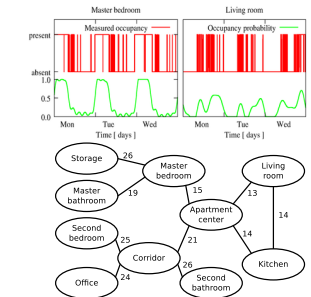 Master bedroom Living room
Measured occupancy Occupancy probability
present
absent
1.0
0.5
0.0
Mon Tue Wed Mon Tue Wed
Time [ days ] Time [ days ]
Storage 26 Master bedroom Living room
19 15 13
Master bathroom
Apartment center 14
Second bedroom 25 21 14
Corridor Kitchen
Office 24 26 Second bathroom